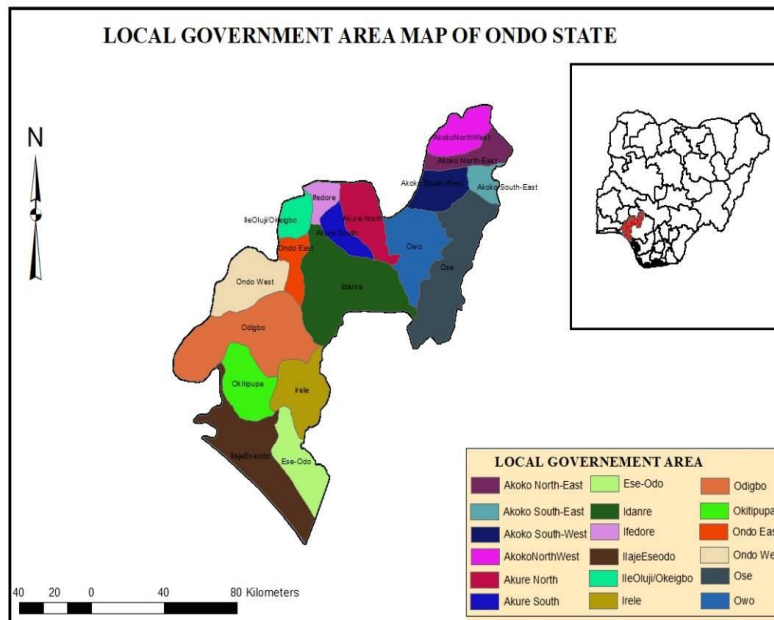 LOCAL GOVERNMENT AREA MAP OF ONDO STATE
N
AkokoNorthWest
Akoko North-East
Akoko South-West
Akoko South-East
Ifedore
Akure North
IleOluji/Okeigbo
Akure South
Owo
Ondo East
Ose
Ondo West
Idanre
Odigbo
Okitipupa
Irele
IlajeEseodo
Ese-Odo
LOCAL GOVERNEMENT AREA
Akoko North-East
Akoko South-East
Akoko South-West
AkokoNorthWest
Akure North
Akure South
Ese-Odo
Idanre
Ifedore
IlajeEseodo
IleOluji/Okeigbo
Irele
Odigbo
Okitipupa
Ondo Eas
Ondo We
Ose
Owo
40 20 0 40 80 Kilometers